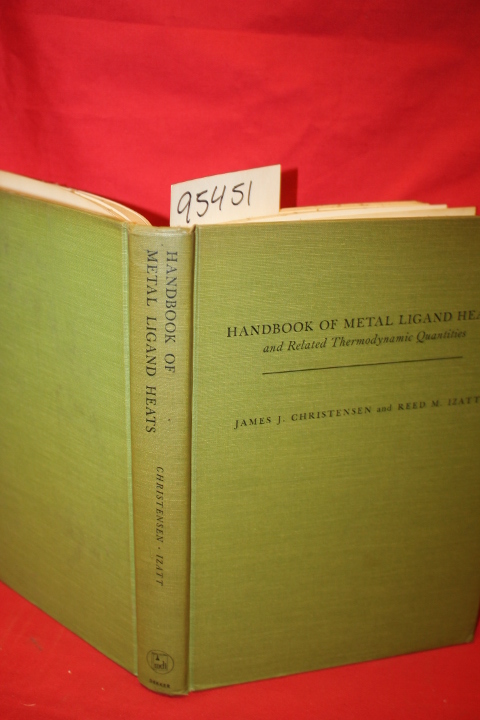 95451
HANDBOOK OF
METAL LIGAND HEATS
CHRISTENSEN · IZATT
HANDBOOK OF METAL LIGAND HEA
and Related Thermodynamic Quantities
JAMES J. CHRISTENSEN and REED M. IZATT